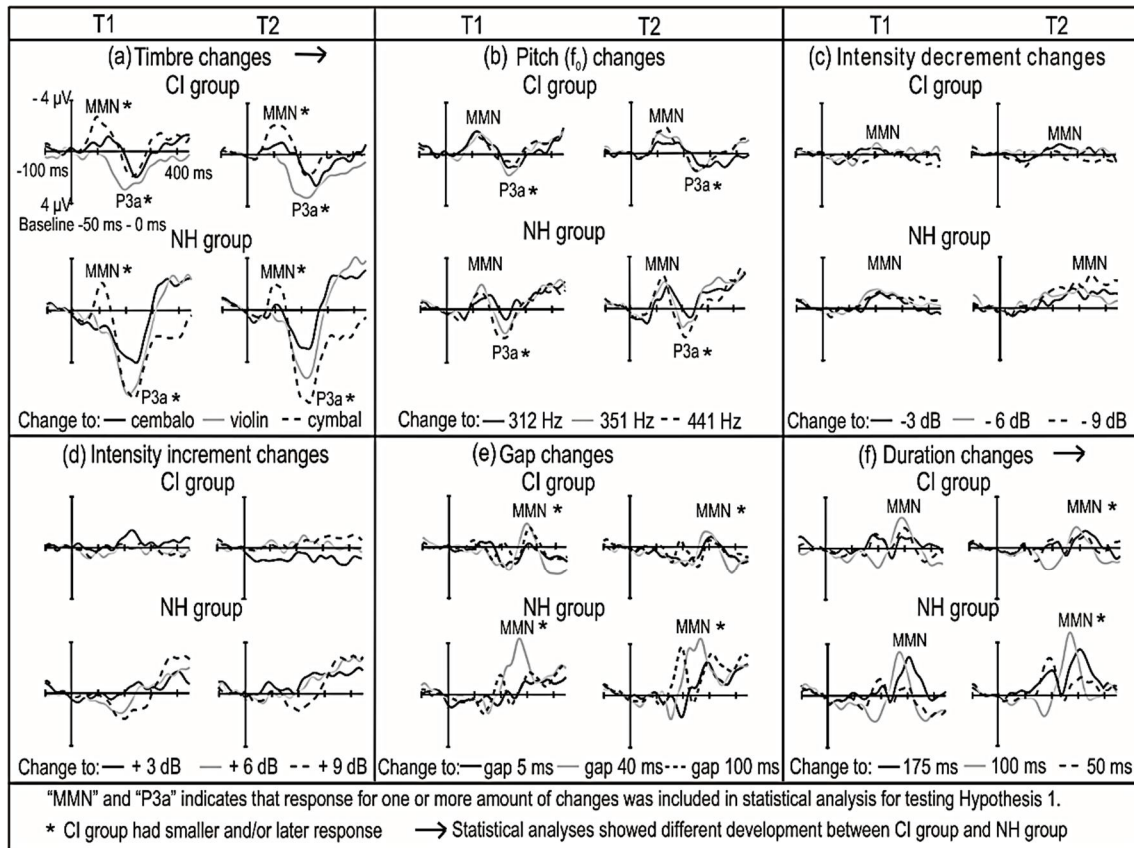 T1 T2 T1 T2 T1 T2
(a) Timbre changes →
CI group
- 4 µV
MMN * MMN *
-100 ms 400 ms
4 µV
P3a * P3a *
Baseline -50 ms - 0 ms
NH group
MMN * MMN *
P3a * P3a *
Change to: cembalo violin cymbal
(b) Pitch (f₀) changes
CI group
MMN MMN
P3a * P3a *
NH group
MMN MMN
P3a * P3a *
Change to: 312 Hz 351 Hz 441 Hz
(c) Intensity decrement changes
CI group
MMN MMN
NH group
MMN MMN
Change to: -3 dB - 6 dB - 9 dB
(d) Intensity increment changes
CI group
NH group
Change to: + 3 dB + 6 dB + 9 dB
(e) Gap changes
CI group
MMN * MMN *
NH group
MMN * MMN *
Change to: gap 5 ms gap 40 ms gap 100 ms
(f) Duration changes →
CI group
MMN MMN *
NH group
MMN MMN *
Change to: 175 ms 100 ms 50 ms
“MMN” and “P3a” indicates that response for one or more amount of changes was included in statistical analysis for testing Hypothesis 1.
* CI group had smaller and/or later response → Statistical analyses showed different development between CI group and NH group